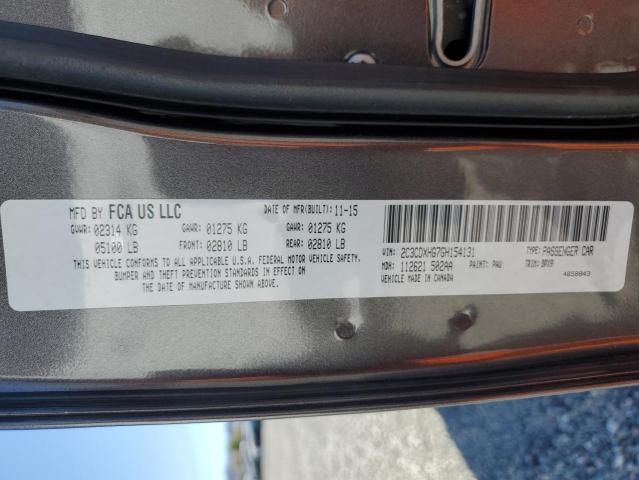 MFD BY FCA US LLC DATE OF MFR(BUILT): 11-15
GVWR: 02314 KG GAWR: 01275 KG GAWR: 01275 KG
05100 LB FRONT: 02810 LB REAR: 02810 LB
THIS VEHICLE CONFORMS TO ALL APPLICABLE U.S.A. FEDERAL MOTOR VEHICLE SAFETY,
BUMPER AND THEFT PREVENTION STANDARDS IN EFFECT ON THE
DATE OF MANUFACTURE SHOWN ABOVE.
VIN: 2C3CDXHG7GH154131 TYPE: PASSENGER CAR
MDH: 112621 502AA PAINT: PAU TRIM: BPX9
VEHICLE MADE IN CANADA 4658843